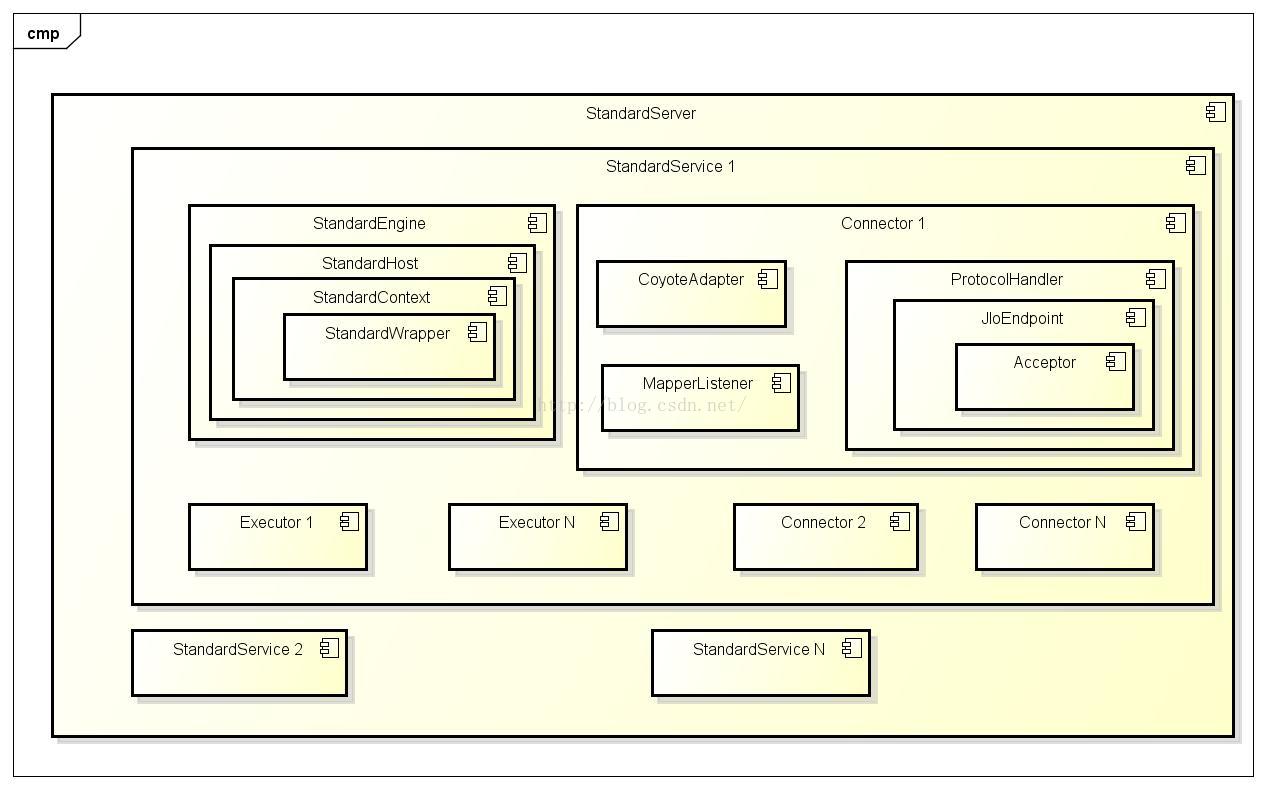 cmp
StandardServer
StandardService 1
StandardEngine
Connector 1
StandardHost
CoyoteAdapter
ProtocolHandler
StandardContext
JIoEndpoint
StandardWrapper
Acceptor
MapperListener
http://blog.csdn.net/
Executor 1
Executor N
Connector 2
Connector N
StandardService 2
StandardService N